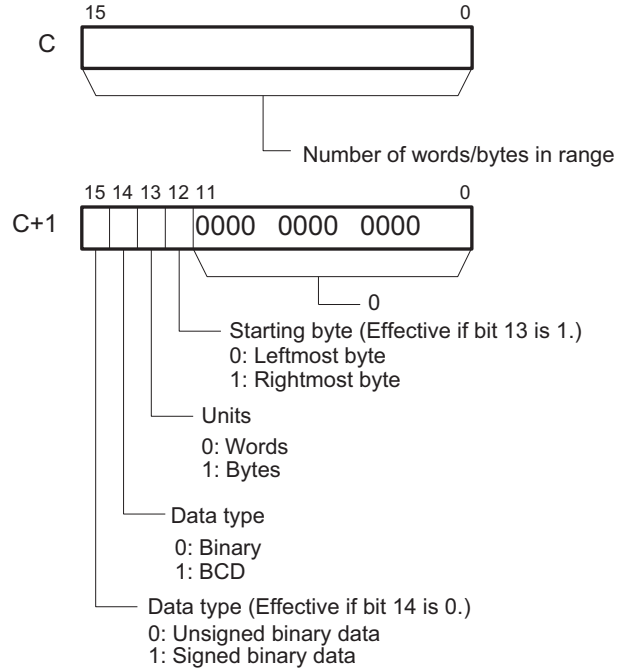 15 0
C
Number of words/bytes in range
15 14 13 12 11 0
C+1
0000 0000 0000
0
Starting byte (Effective if bit 13 is 1.)
0: Leftmost byte
1: Rightmost byte
Units
0: Words
1: Bytes
Data type
0: Binary
1: BCD
Data type (Effective if bit 14 is 0.)
0: Unsigned binary data
1: Signed binary data